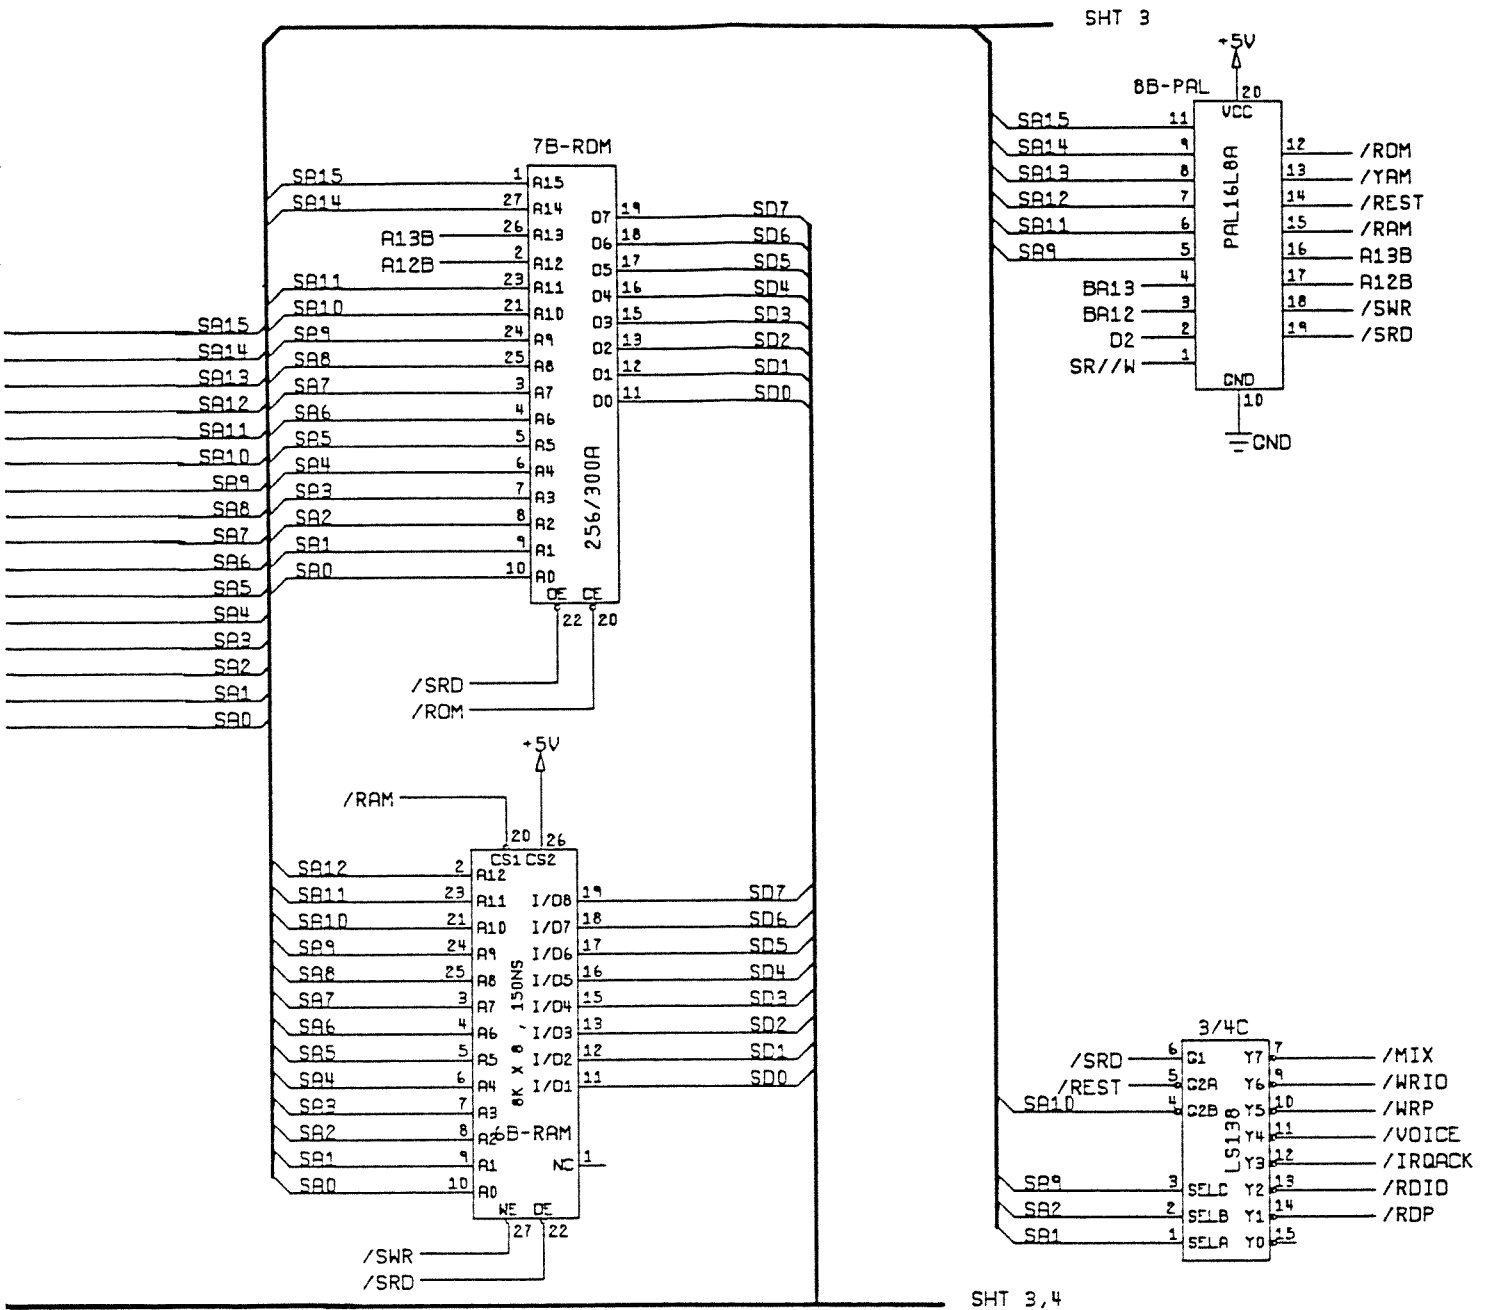 SHT 3
+5V
8B-PAL
20
VCC
SA15 11
SA14 9
SA13 8
SA12 7
SA11 6
SA9 5
BA13 4
BA12 3
D2 2
SR//W 1
PAL16L8A
12 /ROM
13 /YAM
14 /REST
15 /RAM
16 A13B
17 A12B
18 /SWR
19 /SRD
GND
10
GND
7B-ROM
SA15 1 A15
SA14 27 A14
A13B 26 A13
A12B 2 A12
SA11 23 A11
SA10 21 A10
SA9 24 A9
SA8 25 A8
SA7 3 A7
SA6 4 A6
SA5 5 A5
SA4 6 A4
SA3 7 A3
SA2 8 A2
SA1 9 A1
SA0 10 A0
D7 19 SD7
D6 18 SD6
D5 17 SD5
D4 16 SD4
D3 15 SD3
D2 13 SD2
D1 12 SD1
D0 11 SD0
256/300A
OE CE
22 20
/SRD
/ROM
SA15
SA14
SA13
SA12
SA11
SA10
SA9
SA8
SA7
SA6
SA5
SA4
SA3
SA2
SA1
SA0
+5V
/RAM
20 26
CS1 CS2
SA12 2 A12
SA11 23 A11
SA10 21 A10
SA9 24 A9
SA8 25 A8
SA7 3 A7
SA6 4 A6
SA5 5 A5
SA4 6 A4
SA3 7 A3
SA2 8 A2
SA1 9 A1
SA0 10 A0
I/O8 19 SD7
I/O7 18 SD6
I/O6 17 SD5
I/O5 16 SD4
I/O4 15 SD3
I/O3 13 SD2
I/O2 12 SD1
I/O1 11 SD0
8K X 8, 150NS
6B-RAM
NC 1
WE OE
27 22
/SWR
/SRD
3/4C
/SRD 6 G1
/REST 5 G2A
SA10 4 G2B
SA9 3 SELC
SA2 2 SELB
SA1 1 SELA
LS138
Y7 7 /MIX
Y6 9 /WRIO
Y5 10 /WRP
Y4 11 /VOICE
Y3 12 /IRQACK
Y2 13 /RDIO
Y1 14 /RDP
Y0 15
SHT 3,4